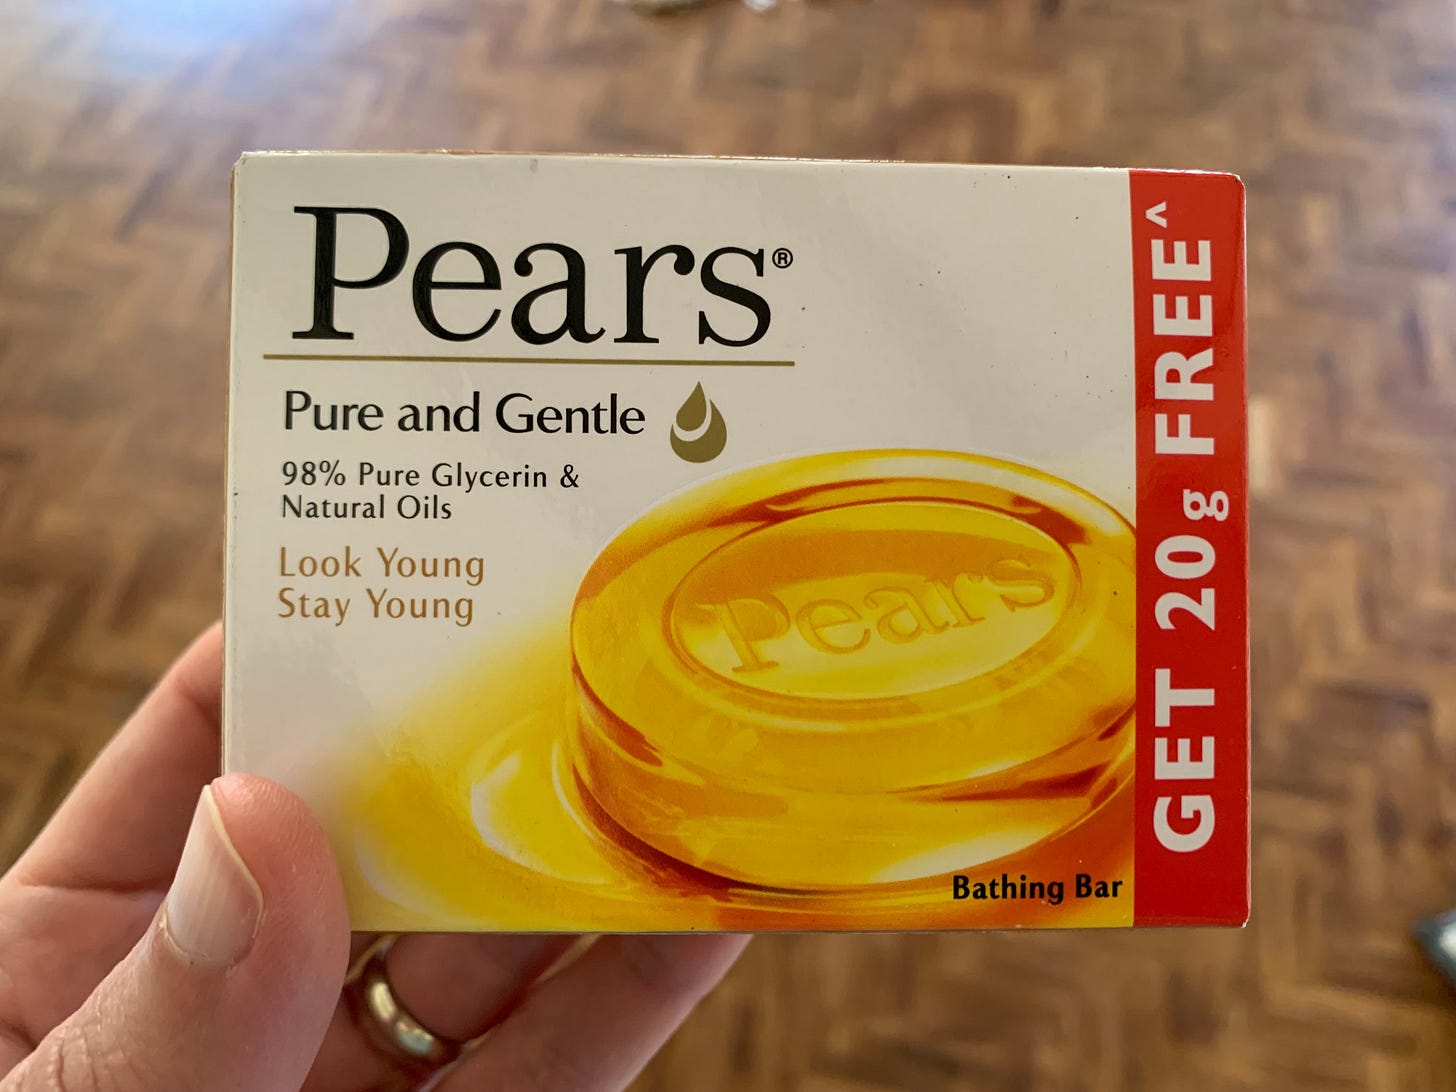 Pears®
Pure and Gentle
98% Pure Glycerin &
Natural Oils
Look Young
Stay Young
Pears
Bathing Bar
GET 20g FREE^